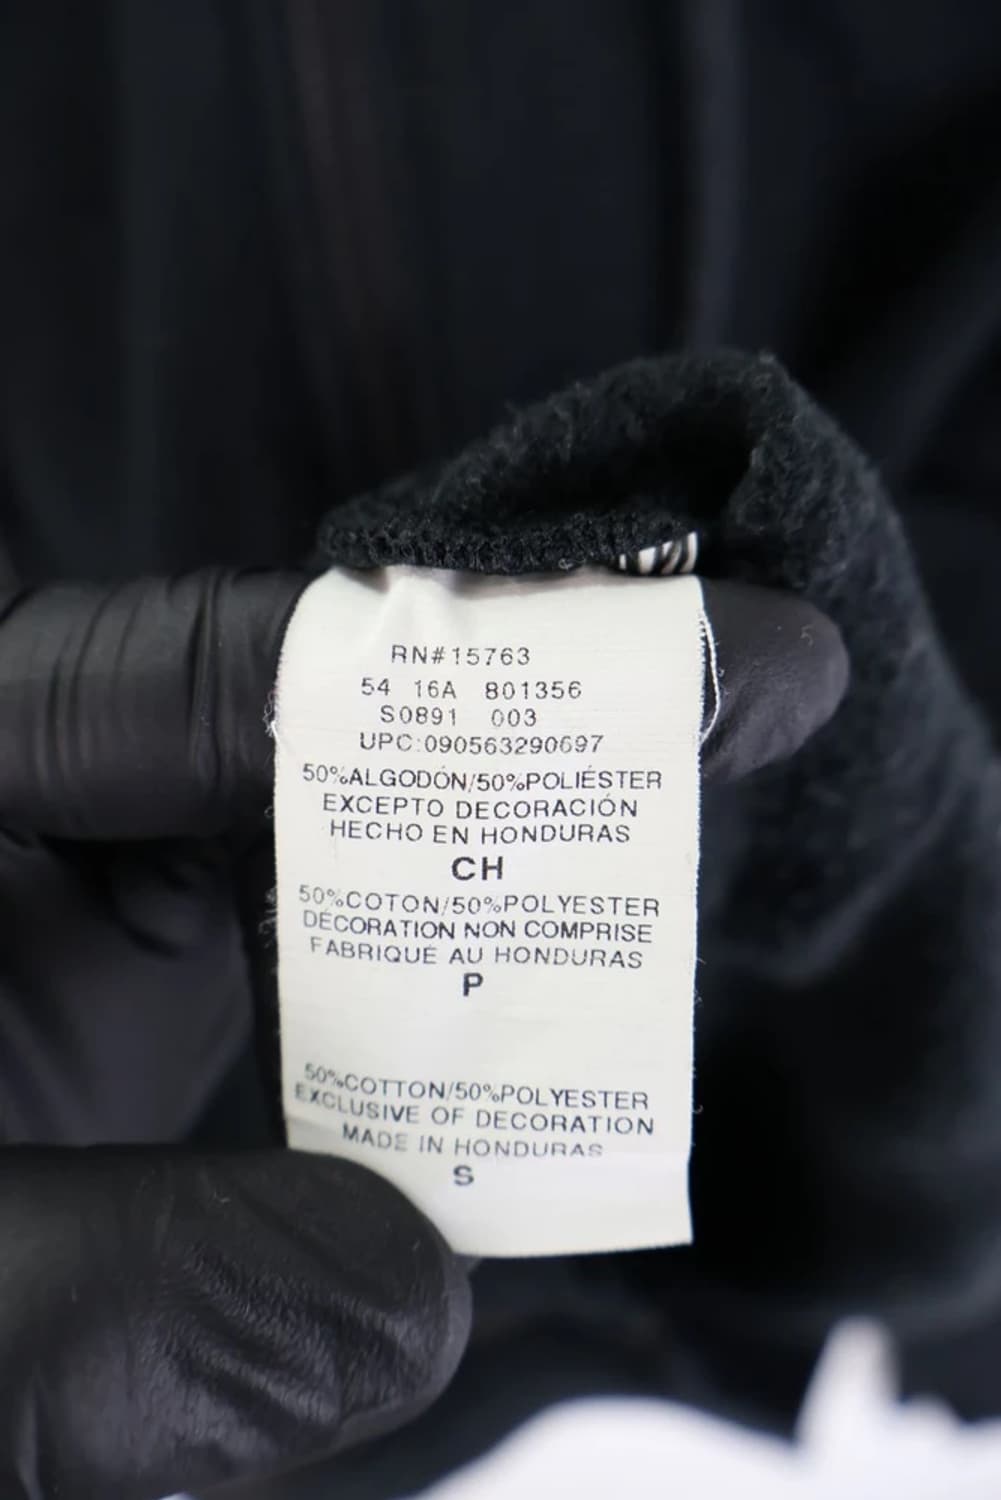 RN#15763
54 16A 801356
S0891 003
UPC:090563290697
50%ALGODÓN/50%POLIÉSTER
EXCEPTO DECORACIÓN
HECHO EN HONDURAS
CH
50%COTON/50%POLYESTER
DÉCORATION NON COMPRISE
FABRIQUÉ AU HONDURAS
P
50%COTTON/50%POLYESTER
EXCLUSIVE OF DECORATION
MADE IN HONDURAS
S